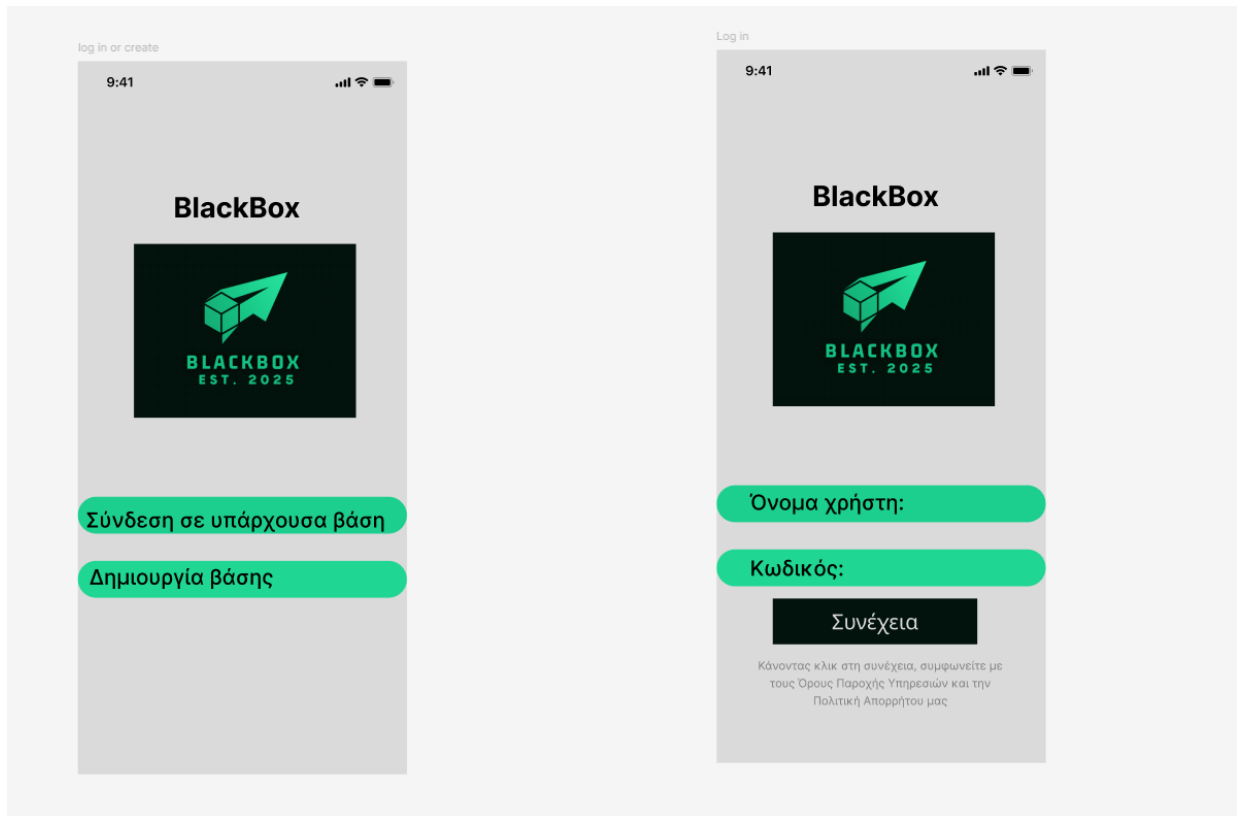 log in or create
9:41
BlackBox
BLACKBOX
EST. 2025
Σύνδεση σε υπάρχουσα βάση
Δημιουργία βάσης
Log in
9:41
BlackBox
BLACKBOX
EST. 2025
Όνομα χρήστη:
Κωδικός:
Συνέχεια
Κάνοντας κλικ στη συνέχεια, συμφωνείτε με
τους Όρους Παροχής Υπηρεσιών και την
Πολιτική Απορρήτου μας